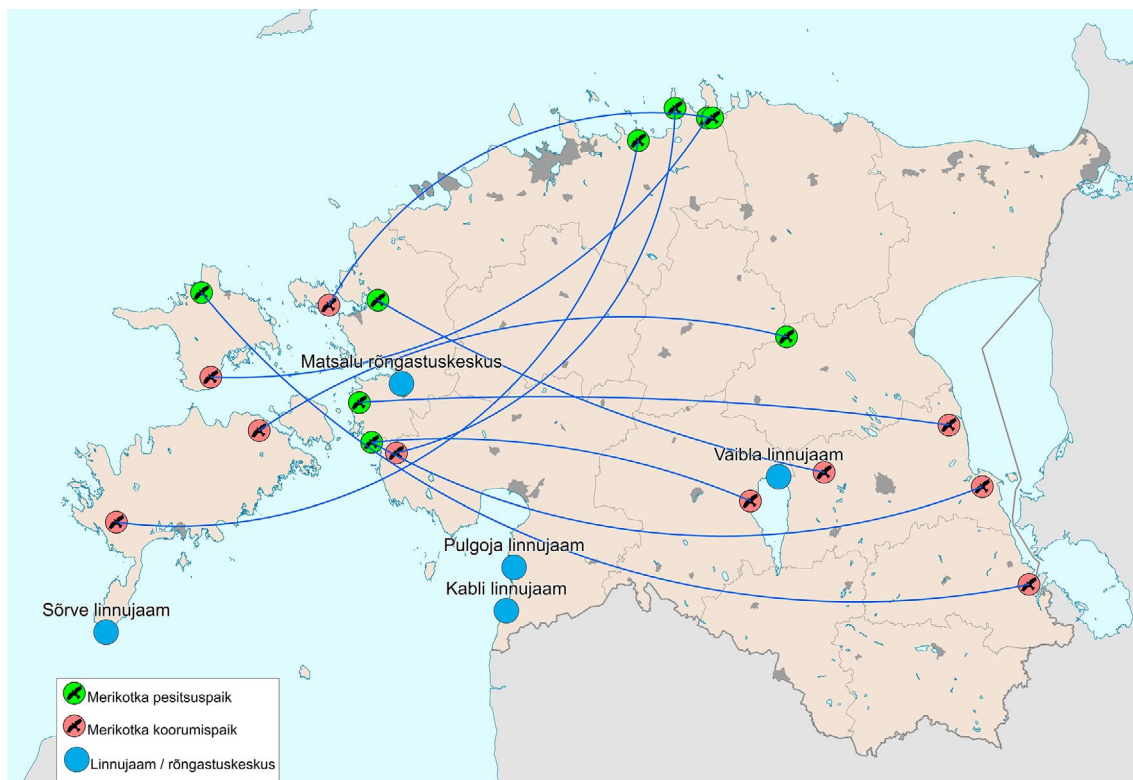 Matsalu rõngastuskeskus
Vaibla linnujaam
Pulgoja linnujaam
Kabli linnujaam
Sõrve linnujaam
Merikotka pesitsuspaik
Merikotka koorumispaik
Linnujaam / rõngastuskeskus